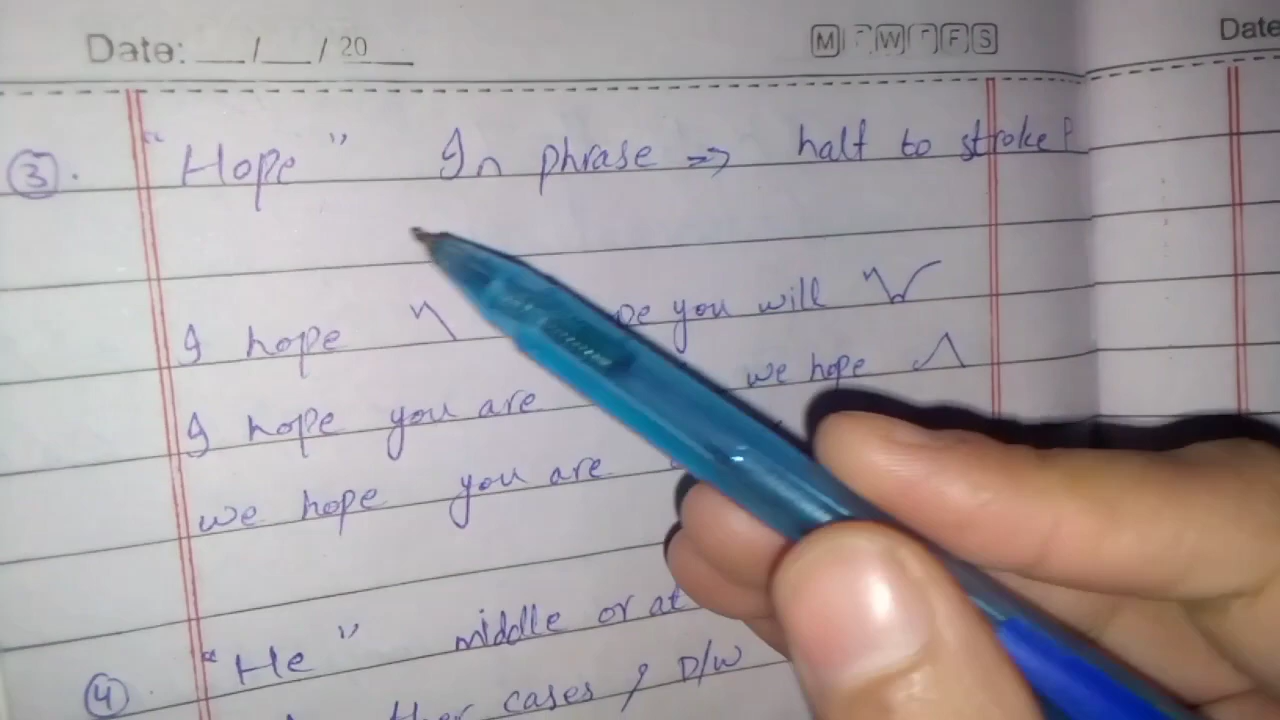 Date: __/__/20__ M W F S Date
③. "Hope" In phrase => half to stroke P
I hope you will
I hope you are we hope
we hope you are
④ "He" middle or at
cases, D/W